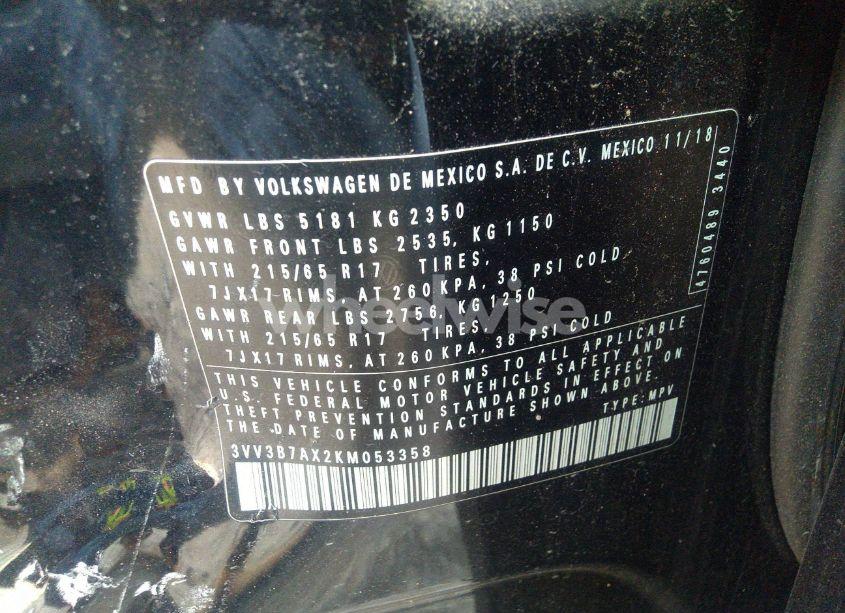 MFD BY VOLKSWAGEN DE MEXICO S.A. DE C.V. MEXICO 11/18
GVWR LBS 5181 KG 2350
GAWR FRONT LBS 2535, KG 1150
WITH 215/65 R17 TIRES,
7JX17 RIMS, AT 260 KPA, 38 PSI COLD
GAWR REAR LBS 2756, KG 1250
WITH 215/65 R17 TIRES,
7JX17 RIMS, AT 260 KPA, 38 PSI COLD
4760489 3440
THIS VEHICLE CONFORMS TO ALL APPLICABLE
U.S. FEDERAL MOTOR VEHICLE SAFETY AND
THEFT PREVENTION STANDARDS IN EFFECT ON
THE DATE OF MANUFACTURE SHOWN ABOVE.
TYPE: MPV
3VV3B7AX2KM053358
wheelwise